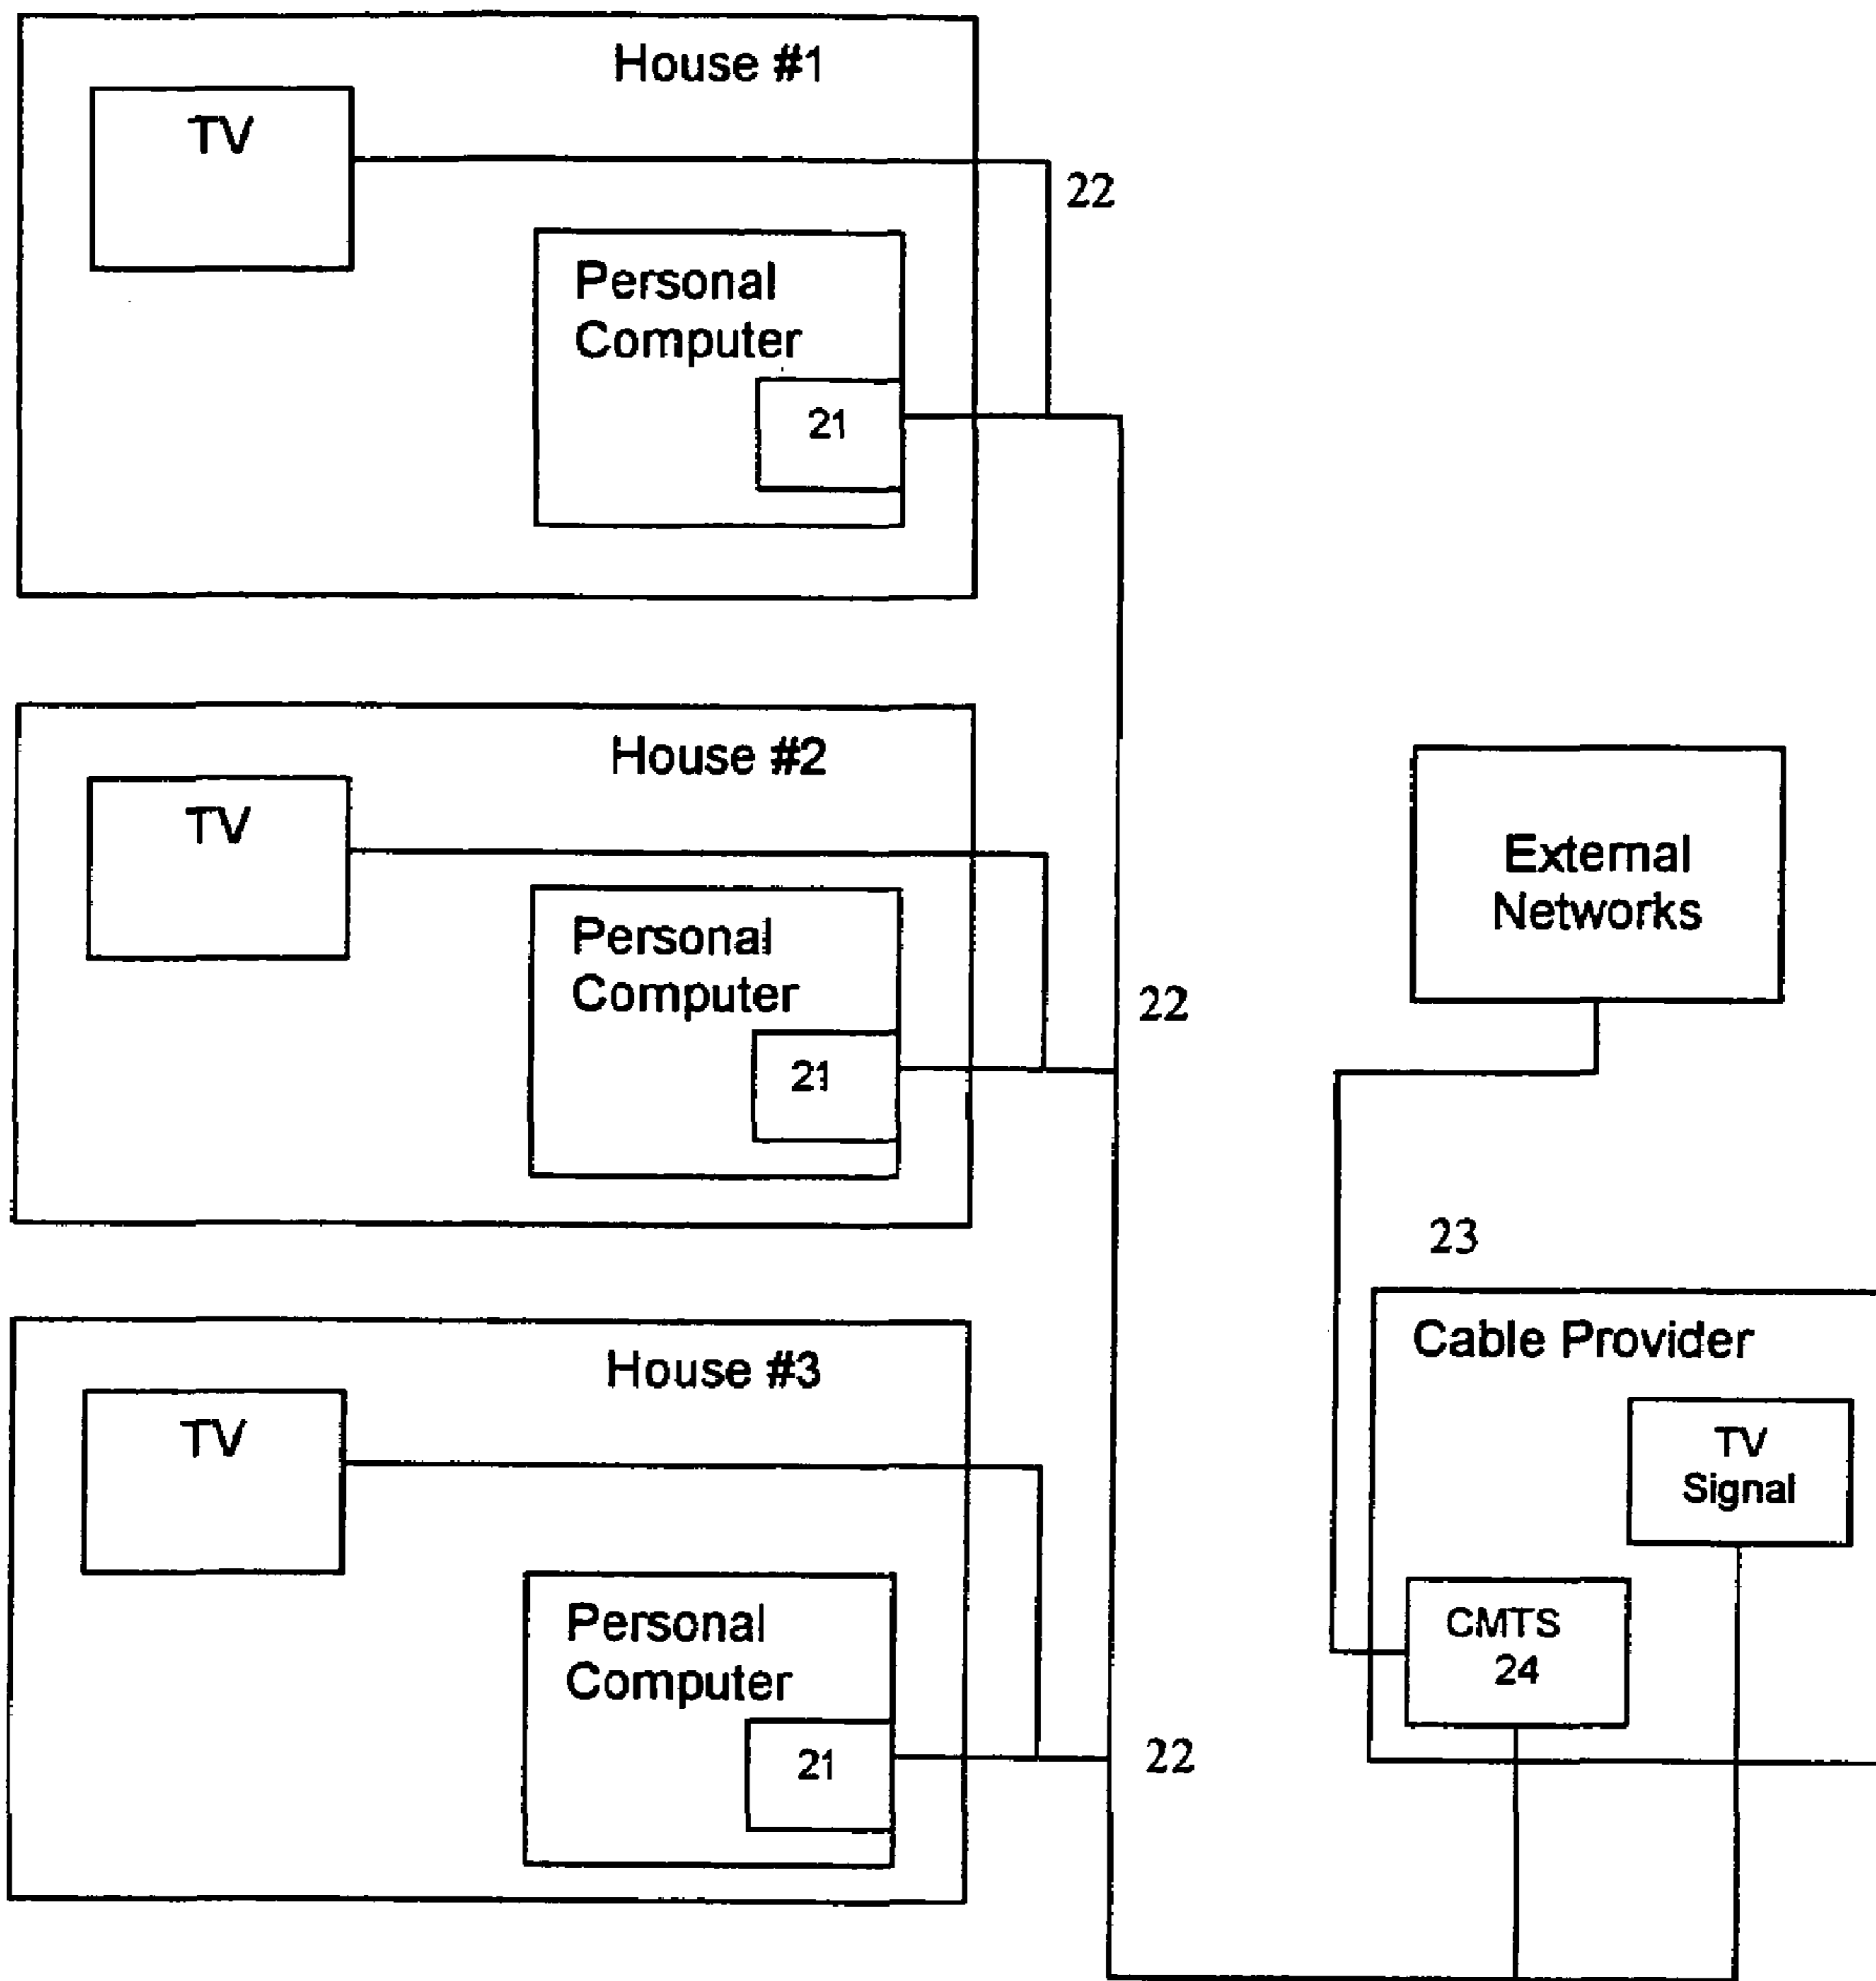 House #1
TV
22
Personal
Computer
21
House #2
TV
Personal
Computer
21
22
House #3
TV
Personal
Computer
21
22
External
Networks
23
Cable Provider
TV
Signal
CMTS
24